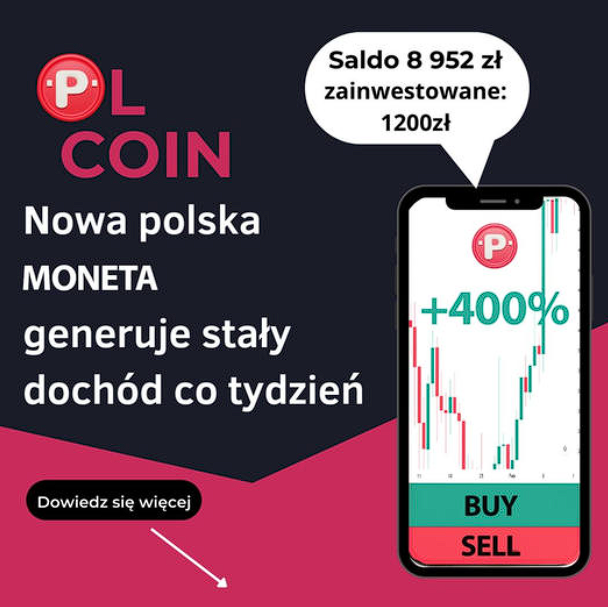 PL
COIN
Nowa polska
MONETA
generuje stały
dochód co tydzień
Dowiedz się więcej
Saldo 8 952 zł
zainwestowane:
1200zł
P
+400%
BUY
SELL